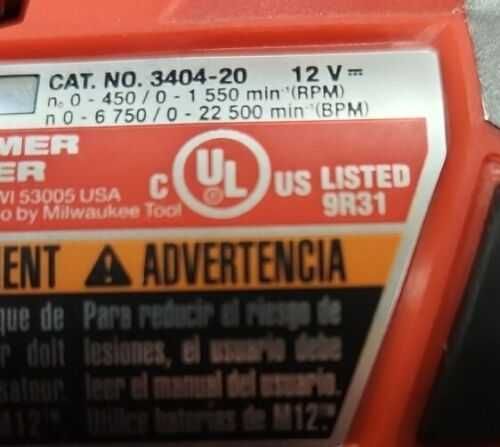 CAT. NO. 3404-20 12 V⎓
n₀ 0 - 450 / 0 - 1 550 min⁻¹(RPM)
n 0 - 6 750 / 0 - 22 500 min⁻¹(BPM)
MER
ER
WI 53005 USA
o by Milwaukee Tool
C UL US LISTED
9R31
ENT ⚠ ADVERTENCIA
que de Para reducir el riesgo de
r doit lesiones, el usuario debe
sateur. leer el manual del usuario.
M12™ Utilice baterías de M12™